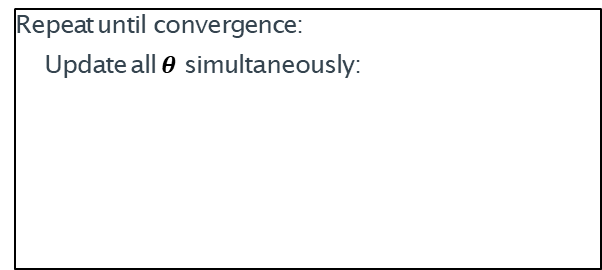 Repeat until convergence:
Update all θ simultaneously: